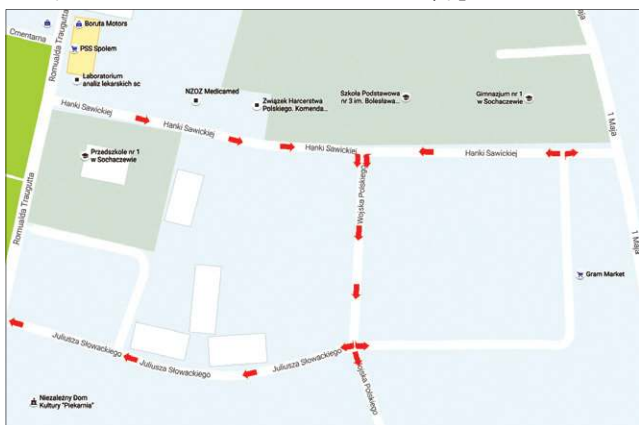 Boruta Motors
Cmentarna
PSS Społem
Romualda Traugutta
Laboratorium
analiz lekarskich sc
NZOZ Medicamed
Związek Harcerstwa
Polskiego. Komenda...
Szkoła Podstawowa
nr 3 im. Bolesława...
Gimnazjum nr 1
w Sochaczewie
1 Maja
Hanki Sawickiej
Hanki Sawickiej
Hanki Sawickiej
Przedszkole nr 1
w Sochaczewie
Wojska Polskiego
Romualda Traugutta
1 Maja
Gram Market
Juliusza Słowackiego
Juliusza Słowackiego
Juliusza Słowackiego
Juliusza Słowackiego
Wojska Polskiego
Niezależny Dom
Kultury "Piekarnia"